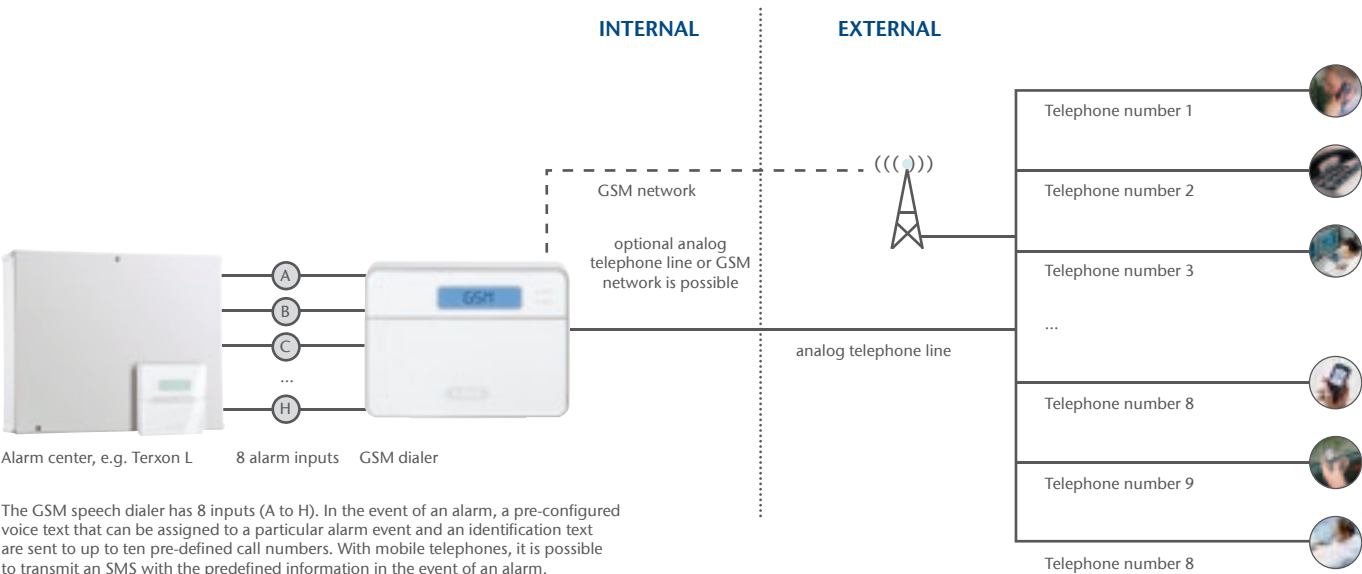 INTERNAL
EXTERNAL
Telephone number 1
GSM network
Telephone number 2
optional analog
telephone line or GSM
network is possible
Telephone number 3
...
A
B
C
...
H
GSM
analog telephone line
Telephone number 8
Telephone number 9
Telephone number 8
Alarm center, e.g. Terxon L
8 alarm inputs
GSM dialer
The GSM speech dialer has 8 inputs (A to H). In the event of an alarm, a pre-configured
voice text that can be assigned to a particular alarm event and an identification text
are sent to up to ten pre-defined call numbers. With mobile telephones, it is possible
to transmit an SMS with the predefined information in the event of an alarm.